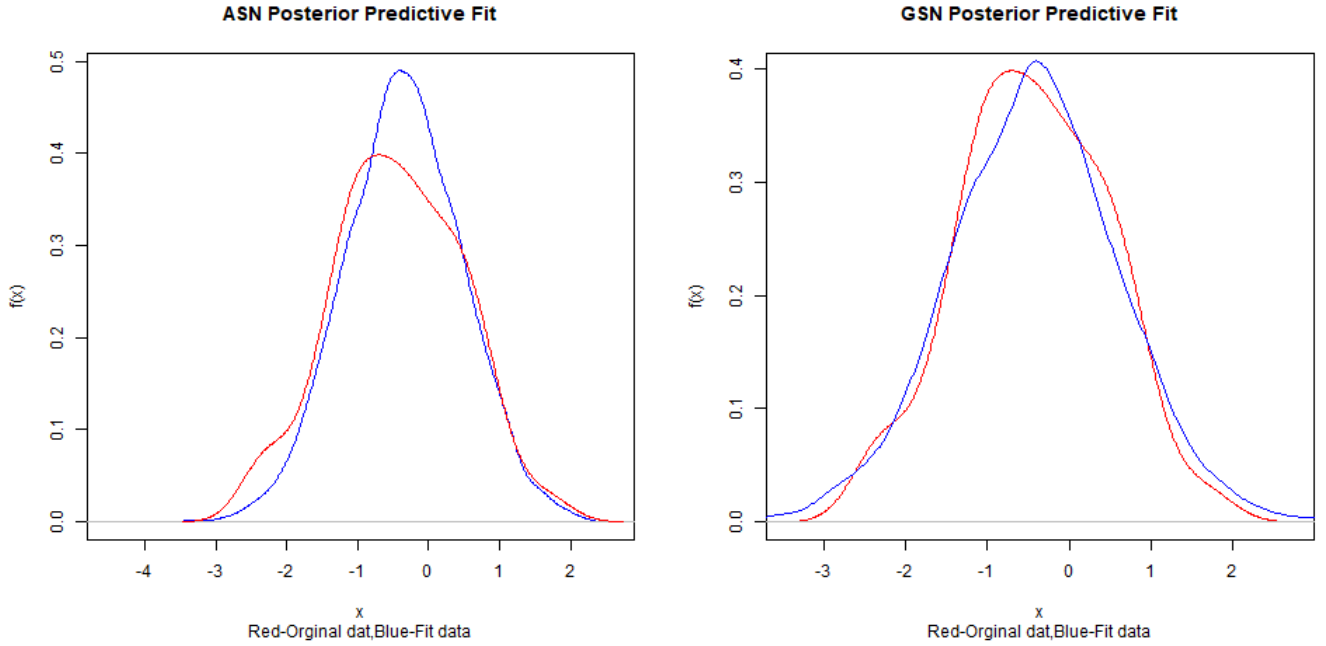 ASN Posterior Predictive Fit
f(x)
0.5
0.4
0.3
0.2
0.1
0.0
-4 -3 -2 -1 0 1 2
x
Red-Orginal dat,Blue-Fit data
GSN Posterior Predictive Fit
f(x)
0.4
0.3
0.2
0.1
0.0
-3 -2 -1 0 1 2
x
Red-Orginal dat,Blue-Fit data